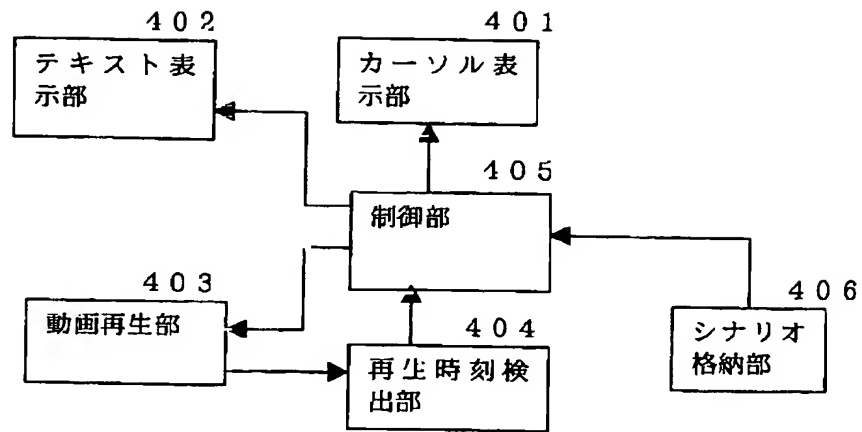 402
テキスト表
示部
401
カーソル表
示部
405
制御部
403
動画再生部
404
再生時刻検
出部
406
シナリオ
格納部